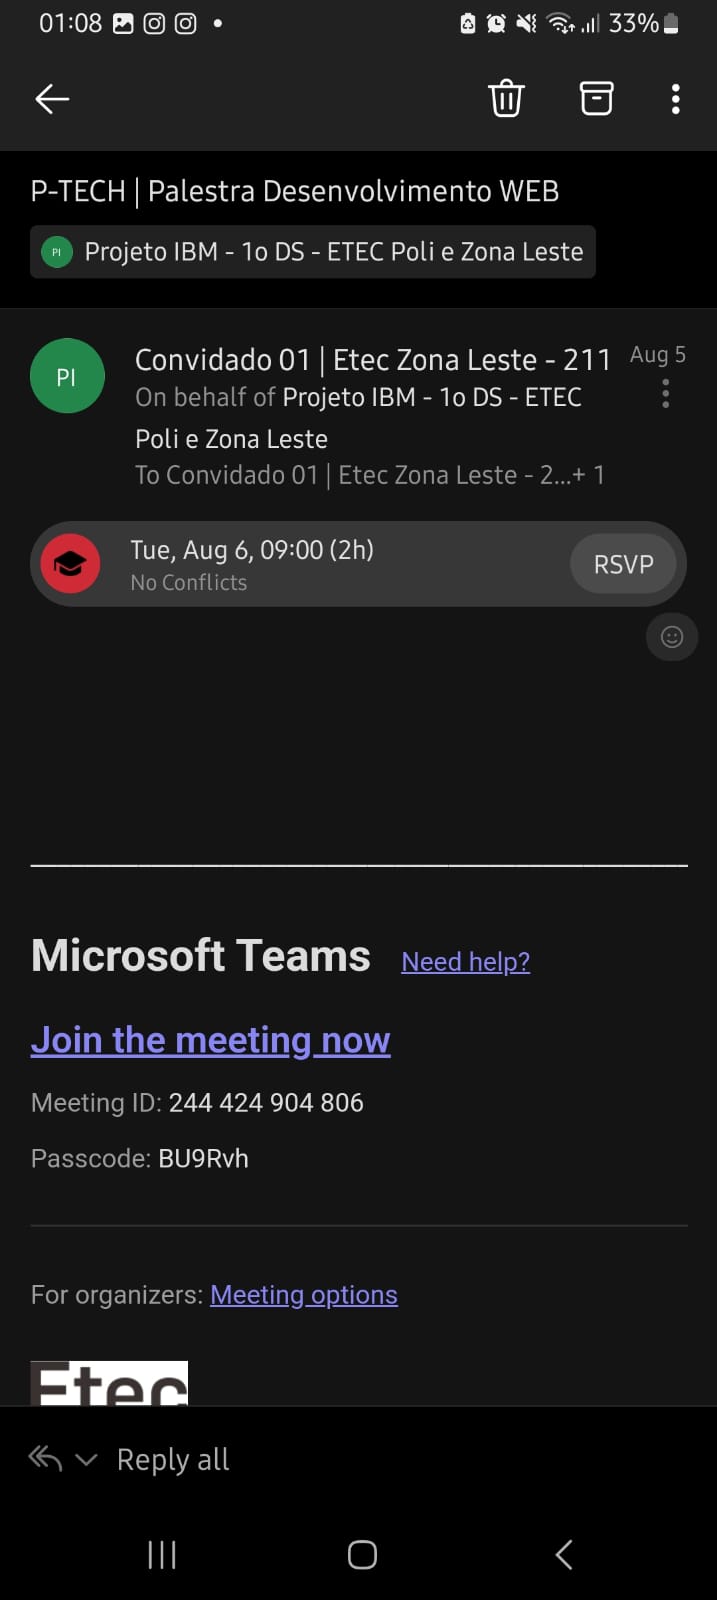 01:08 33%
P-TECH | Palestra Desenvolvimento WEB
PI Projeto IBM - 1o DS - ETEC Poli e Zona Leste
PI
Convidado 01 | Etec Zona Leste - 211 Aug 5
On behalf of Projeto IBM - 1o DS - ETEC
Poli e Zona Leste
To Convidado 01 | Etec Zona Leste - 2...+ 1
Tue, Aug 6, 09:00 (2h)
No Conflicts
RSVP
Microsoft Teams Need help?
Join the meeting now
Meeting ID: 244 424 904 806
Passcode: BU9Rvh
For organizers: Meeting options
Etec
Reply all